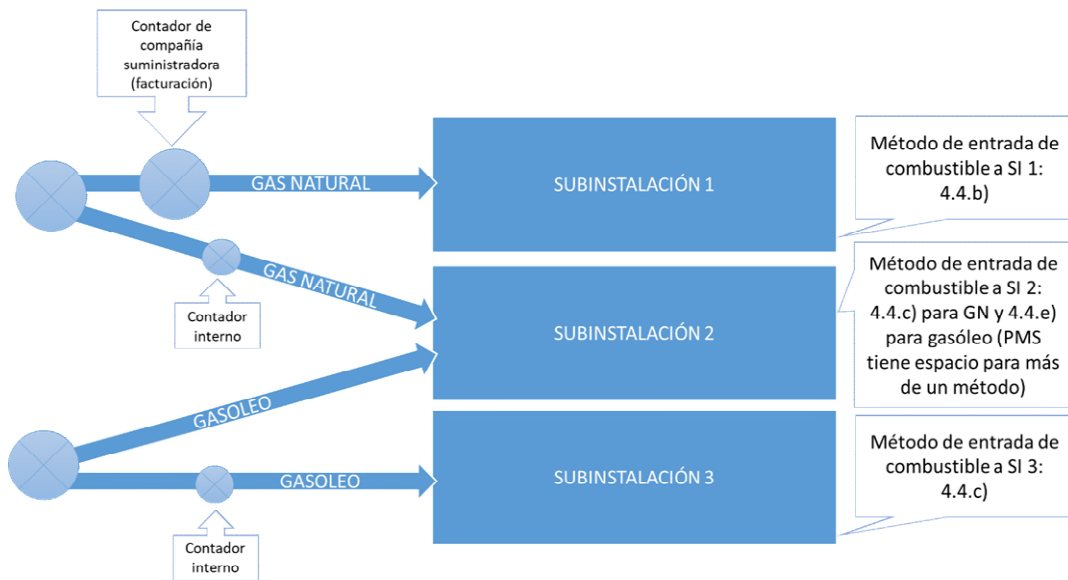 Contador de
compañía
suministradora
(facturación)
GAS NATURAL
SUBINSTALACIÓN 1
Método de entrada de
combustible a SI 1:
4.4.b)
GAS NATURAL
Contador
interno
SUBINSTALACIÓN 2
Método de entrada de
combustible a SI 2:
4.4.c) para GN y 4.4.e)
para gasóleo (PMS
tiene espacio para más
de un método)
GASOLEO
GASOLEO
SUBINSTALACIÓN 3
Método de entrada de
combustible a SI 3:
4.4.c)
Contador
interno